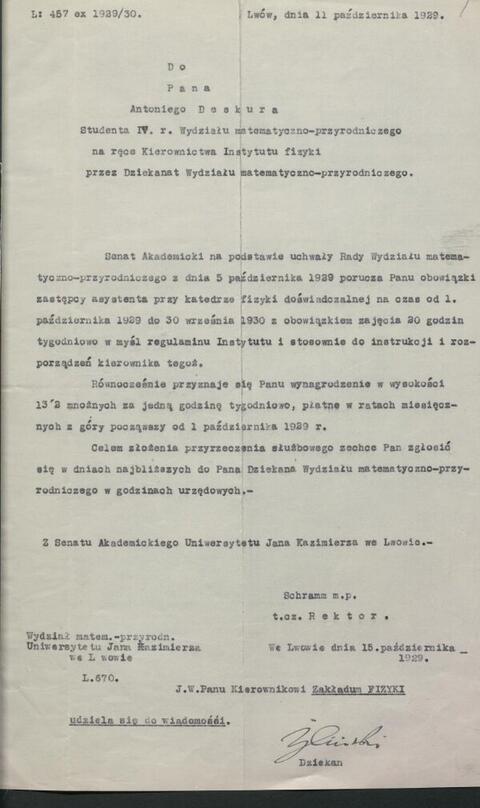 L: 457 ex 1929/30.
Lwów, dnia 11 października 1929.
Do
Pana
Antoniego Deskura
Studenta IV. r. Wydziału matematyczno-przyrodniczego
na ręce Kierownictwa Instytutu fizyki
przez Dziekanat Wydziału matematyczno-przyrodniczego.
Senat Akademicki na podstawie uchwały Rady Wydziału matema-
tyczno-przyrodniczego z dnia 5 października 1929 porucza Panu obowiązki
zastępcy asystenta przy katedrze fizyki doświadczalnej na czas od 1.
października 1929 do 30 września 1930 z obowiązkiem zajęcia 20 godzin
tygodniowo w myśl regulaminu Instytutu i stosownie do instrukcji i roz-
porządzeń kierownika tegoż.
Równocześnie przyznaje się Panu wynagrodzenie w wysokości
13'2 mnożnych za jedną godzinę tygodniowo, płatne w ratach miesięcz-
nych z góry począwszy od 1 października 1929 r.
Celem złożenia przyrzeczenia służbowego zechce Pan zgłosić
się w dniach najbliższych do Pana Dziekana Wydziału matematyczno-przy-
rodniczego w godzinach urzędowych.-
Z Senatu Akademickiego Uniwersytetu Jana Kazimierza we Lwowie.-
Schramm m.p.
t.cz. Rektor.
Wydział matem.-przyrodn.
Uniwersytetu Jana Kazimierza
we Lwowie
L.670.
We Lwowie dnia 15.października
1929.
J.W.Panu Kierownikowi Zakładum FIZYKI
udziela się do wiadomości.
Dziekan